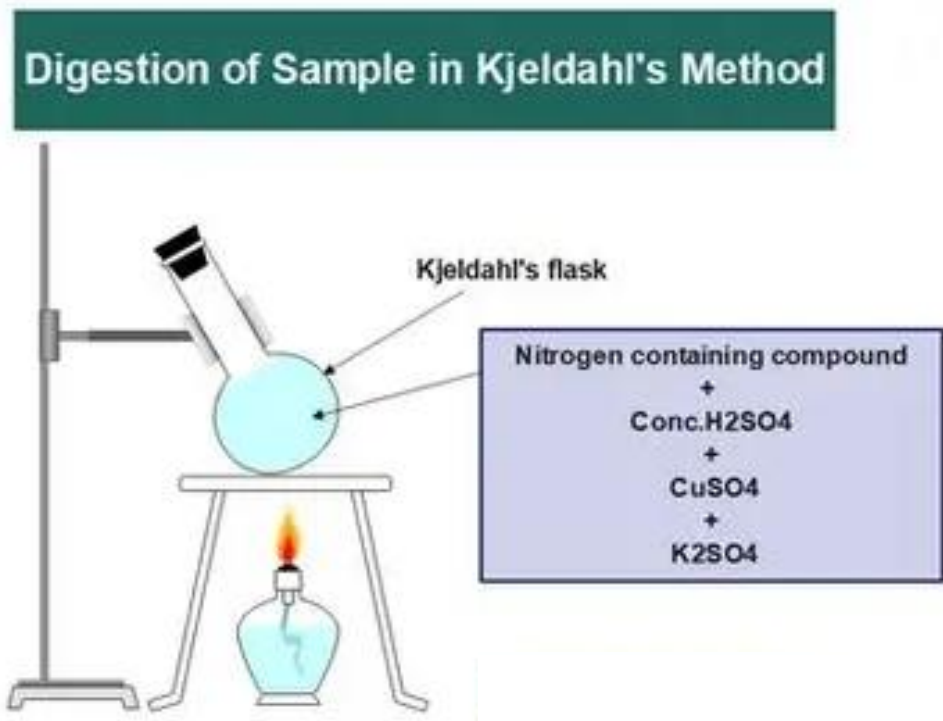 Digestion of Sample in Kjeldahl's Method
Kjeldahl's flask
Nitrogen containing compound
+
Conc.H2SO4
+
CuSO4
+
K2SO4